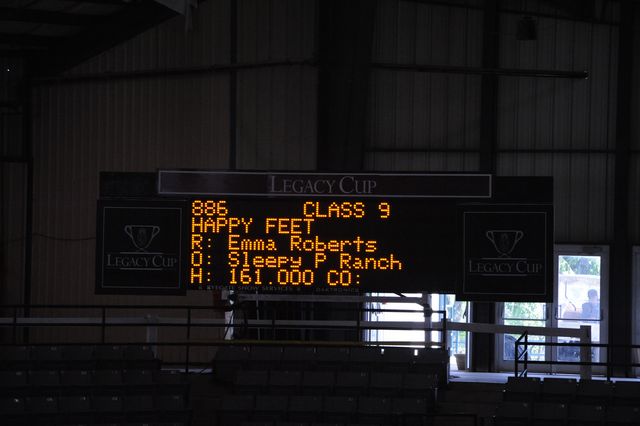 LEGACY CUP
886 CLASS 9
HAPPY FEET
R: Emma Roberts
O: Sleepy P Ranch
H: 161.000 CO:
LEGACY CUP
LEGACY CUP